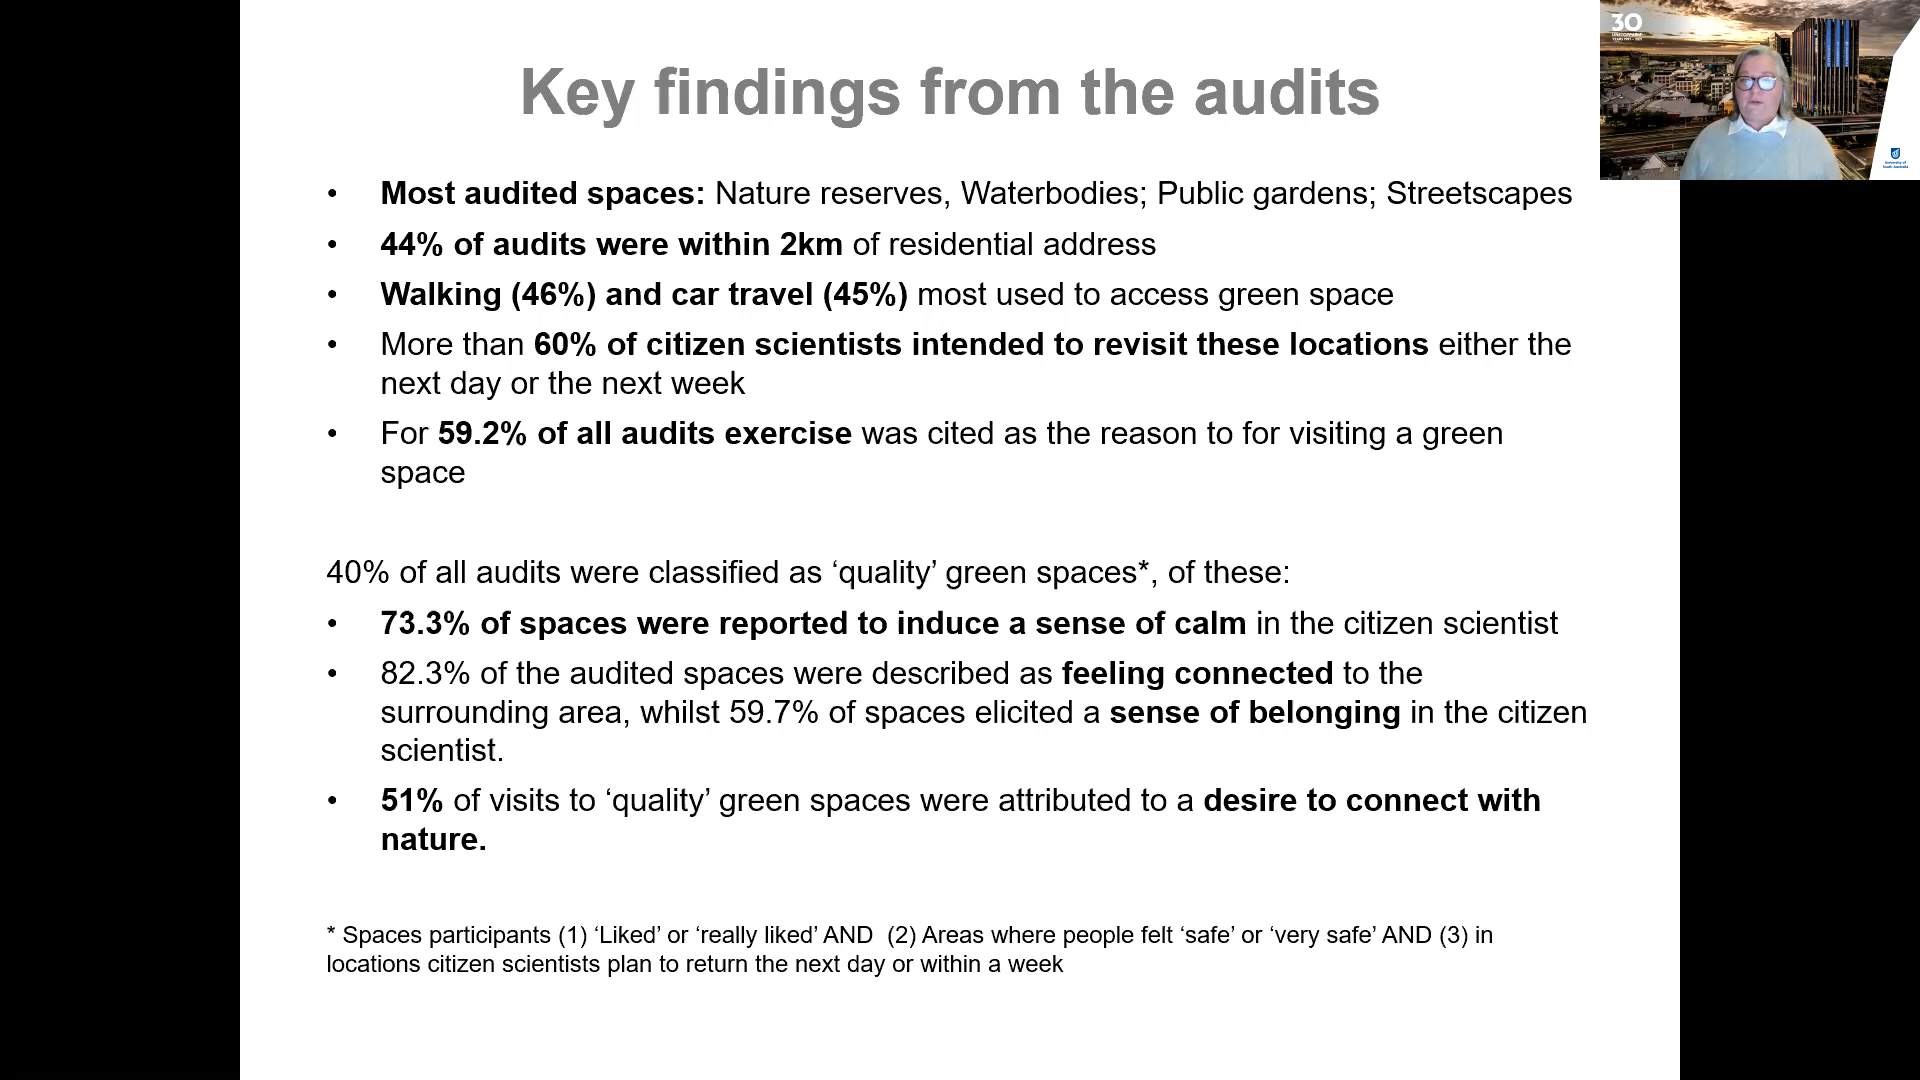 Key findings from the audits
• Most audited spaces: Nature reserves, Waterbodies; Public gardens; Streetscapes
• 44% of audits were within 2km of residential address
• Walking (46%) and car travel (45%) most used to access green space
• More than 60% of citizen scientists intended to revisit these locations either the
next day or the next week
• For 59.2% of all audits exercise was cited as the reason to for visiting a green
space
40% of all audits were classified as ‘quality’ green spaces*, of these:
• 73.3% of spaces were reported to induce a sense of calm in the citizen scientist
• 82.3% of the audited spaces were described as feeling connected to the
surrounding area, whilst 59.7% of spaces elicited a sense of belonging in the citizen
scientist.
• 51% of visits to ‘quality’ green spaces were attributed to a desire to connect with
nature.
* Spaces participants (1) ‘Liked’ or ‘really liked’ AND  (2) Areas where people felt ‘safe’ or ‘very safe’ AND (3) in
locations citizen scientists plan to return the next day or within a week
30
University of
South Australia